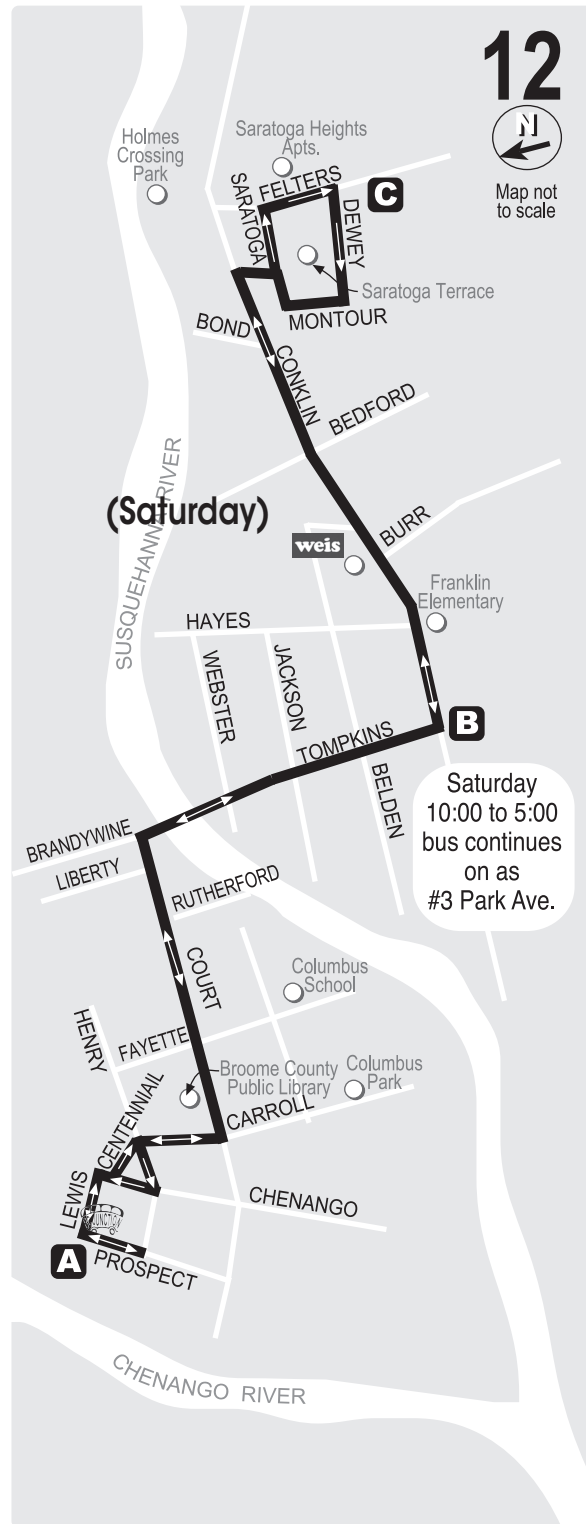 12
N
Map not
to scale
Holmes
Crossing
Park
Saratoga Heights
Apts.
FELTERS
C
SARATOGA
DEWEY
Saratoga Terrace
MONTOUR
BOND
CONKLIN
BEDFORD
SUSQUEHANNA RIVER
(Saturday)
BURR
weis
Franklin
Elementary
HAYES
WEBSTER
JACKSON
TOMPKINS
B
BELDEN
Saturday
10:00 to 5:00
bus continues
on as
#3 Park Ave.
BRANDYWINE
LIBERTY
RUTHERFORD
COURT
Columbus
School
HENRY
FAYETTE
Broome County
Public Library
Columbus
Park
CENTENNIAIL
CARROLL
LEWIS
CHENANGO
JUNCTION
A
PROSPECT
CHENANGO RIVER